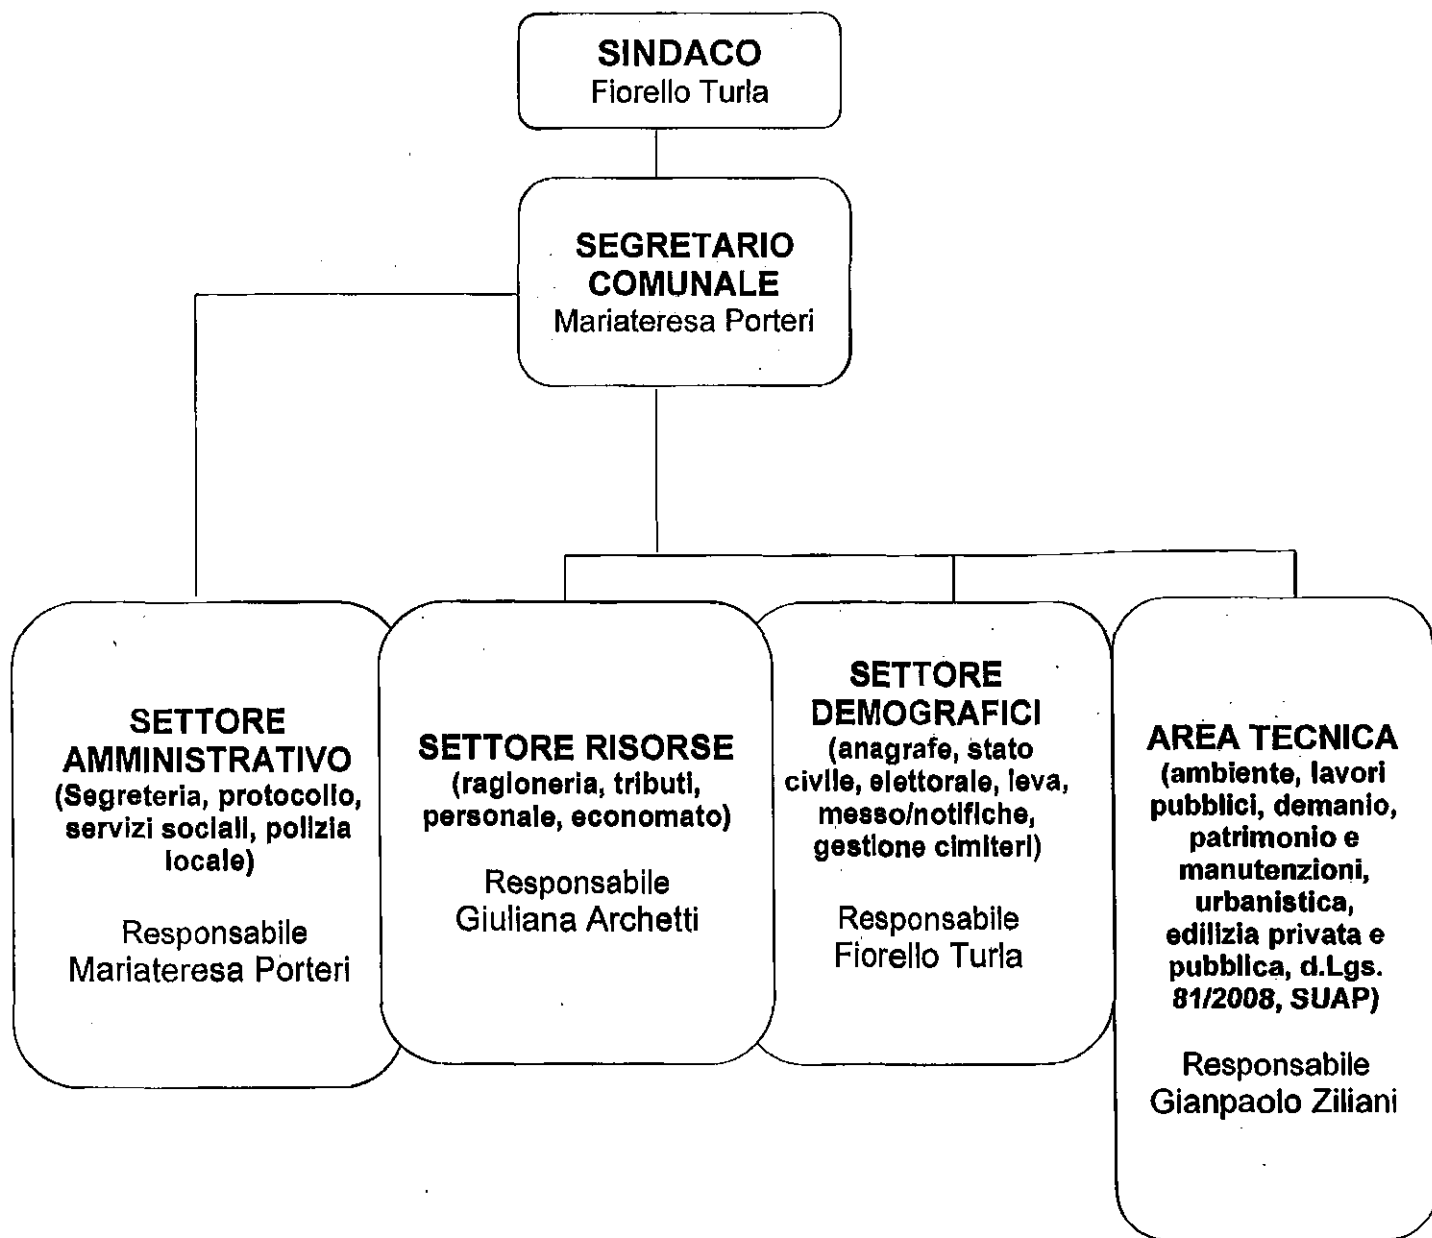 SINDACO
Fiorello Turla
SEGRETARIO
COMUNALE
Mariateresa Porteri
SETTORE
AMMINISTRATIVO
(Segreteria, protocollo,
servizi sociali, polizia
locale)
Responsabile
Mariateresa Porteri
SETTORE RISORSE
(ragioneria, tributi,
personale, economato)
Responsabile
Giuliana Archetti
SETTORE
DEMOGRAFICI
(anagrafe, stato
civile, elettorale, leva,
messo/notifiche,
gestione cimiteri)
Responsabile
Fiorello Turla
AREA TECNICA
(ambiente, lavori
pubblici, demanio,
patrimonio e
manutenzioni,
urbanistica,
edilizia privata e
pubblica, d.Lgs.
81/2008, SUAP)
Responsabile
Gianpaolo Ziliani